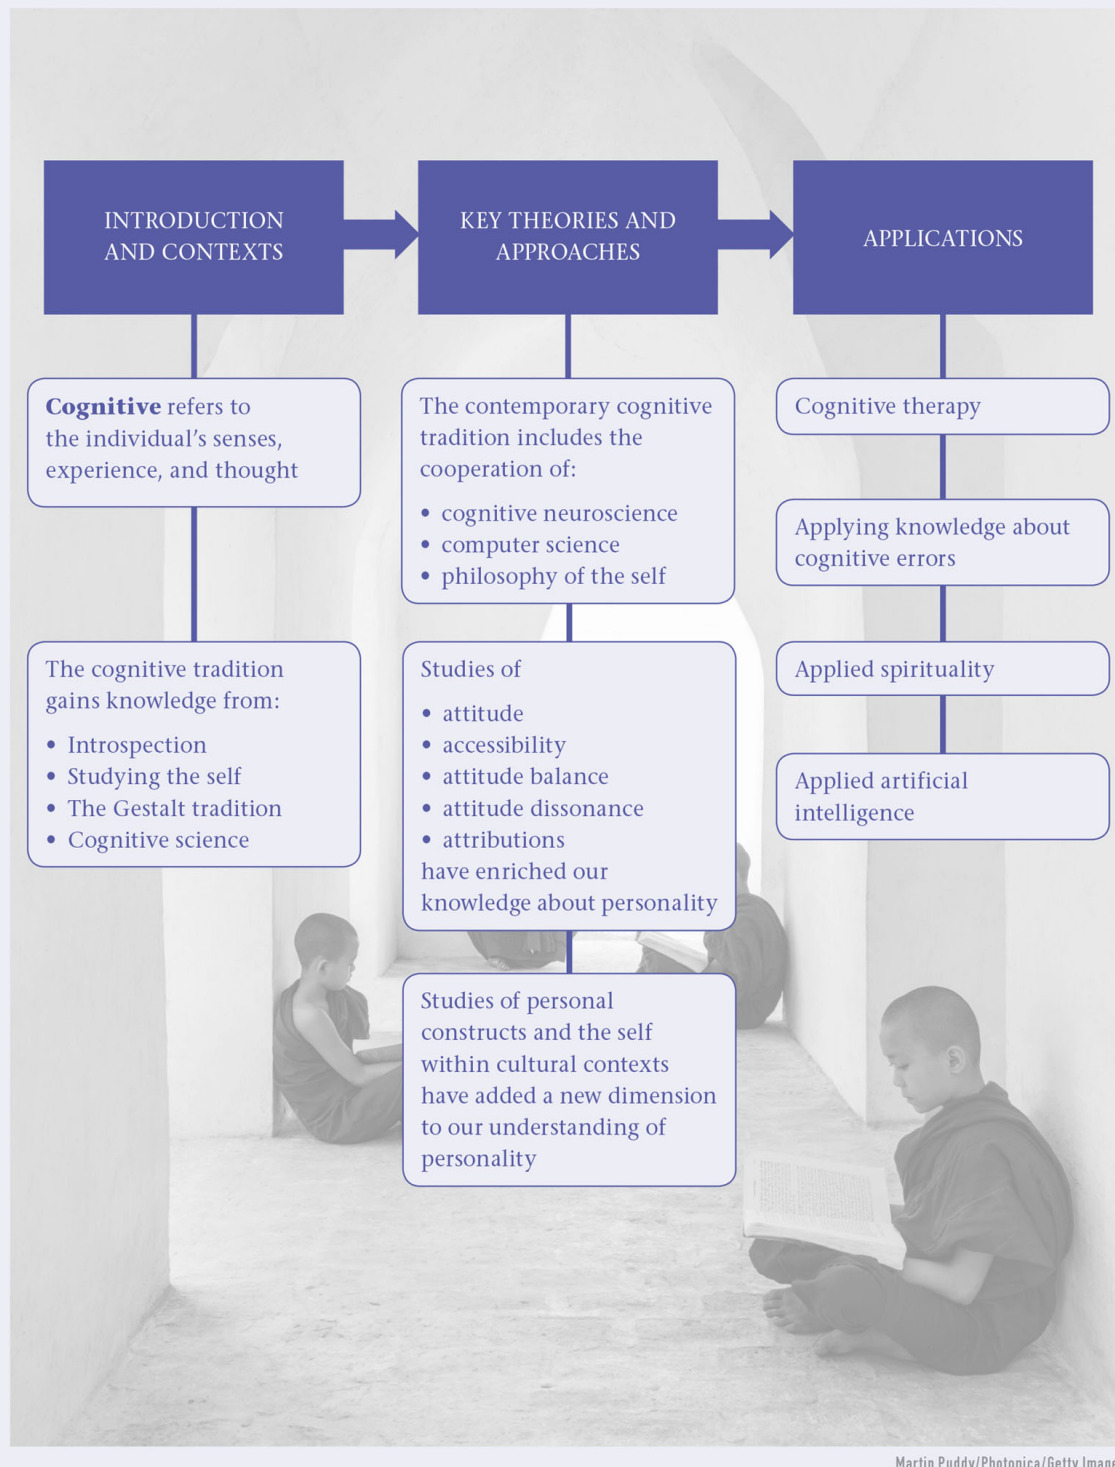 INTRODUCTION
AND CONTEXTS
KEY THEORIES AND
APPROACHES
APPLICATIONS
Cognitive refers to
the individual’s senses,
experience, and thought
The cognitive tradition
gains knowledge from:
• Introspection
• Studying the self
• The Gestalt tradition
• Cognitive science
The contemporary cognitive
tradition includes the
cooperation of:
• cognitive neuroscience
• computer science
• philosophy of the self
Studies of
• attitude
• accessibility
• attitude balance
• attitude dissonance
• attributions
have enriched our
knowledge about personality
Studies of personal
constructs and the self
within cultural contexts
have added a new dimension
to our understanding of
personality
Cognitive therapy
Applying knowledge about
cognitive errors
Applied spirituality
Applied artificial
intelligence
Martin Puddy/Photonica/Getty Image